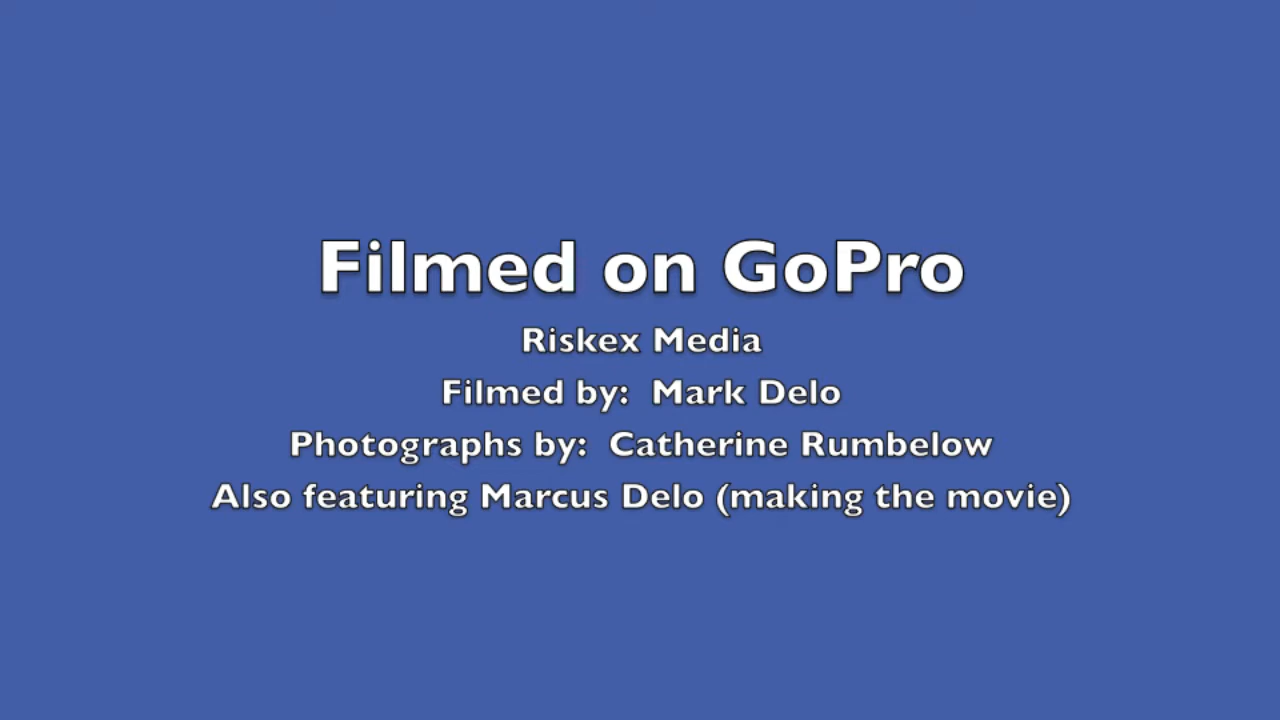 Filmed on GoPro
Riskex Media
Filmed by:  Mark Delo
Photographs by:  Catherine Rumbelow
Also featuring Marcus Delo (making the movie)